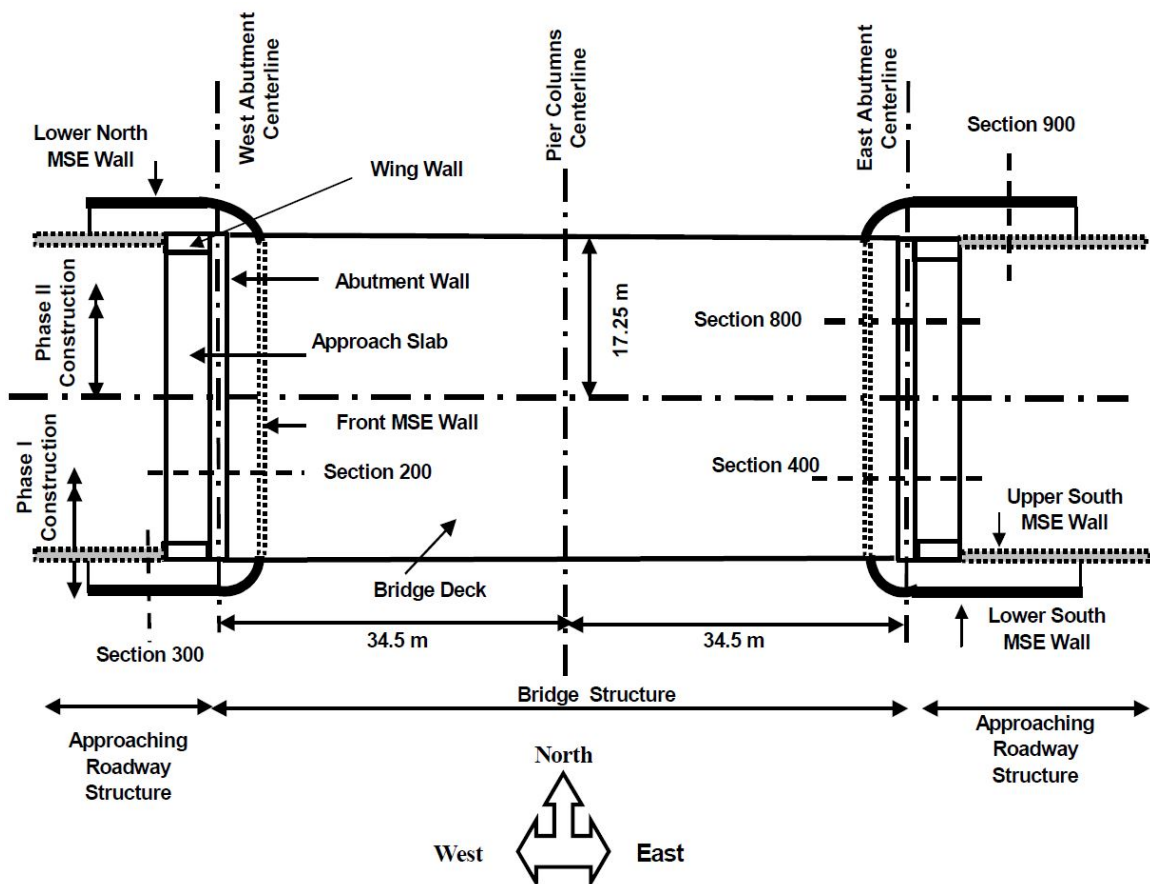 West Abutment
Centerline
Pier Columns
Centerline
East Abutment
Centerline
Section 900
Lower North
MSE Wall
Wing Wall
Phase II
Construction
Abutment Wall
17.25 m
Section 800
Approach Slab
Front MSE Wall
Phase I
Construction
Section 200
Section 400
Upper South
MSE Wall
Bridge Deck
Lower South
MSE Wall
Section 300
34.5 m
34.5 m
Bridge Structure
Approaching
Roadway
Structure
Approaching
Roadway
Structure
North
West
East